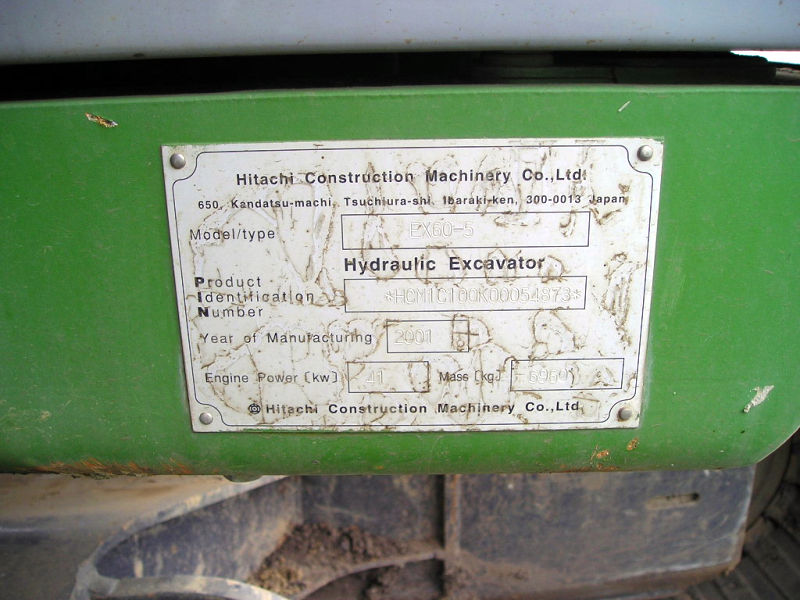 Hitachi Construction Machinery Co.,Ltd.
650, Kandatsu-machi, Tsuchiura-shi, Ibaraki-ken, 300-0013 Japan
Model/type EX60-5
Hydraulic Excavator
Product
Identification *HCM1G100K00054873*
Number
Year of Manufacturing 2001
Engine Power [kw] 41 Mass [kg] 6969
Hitachi Construction Machinery Co.,Ltd